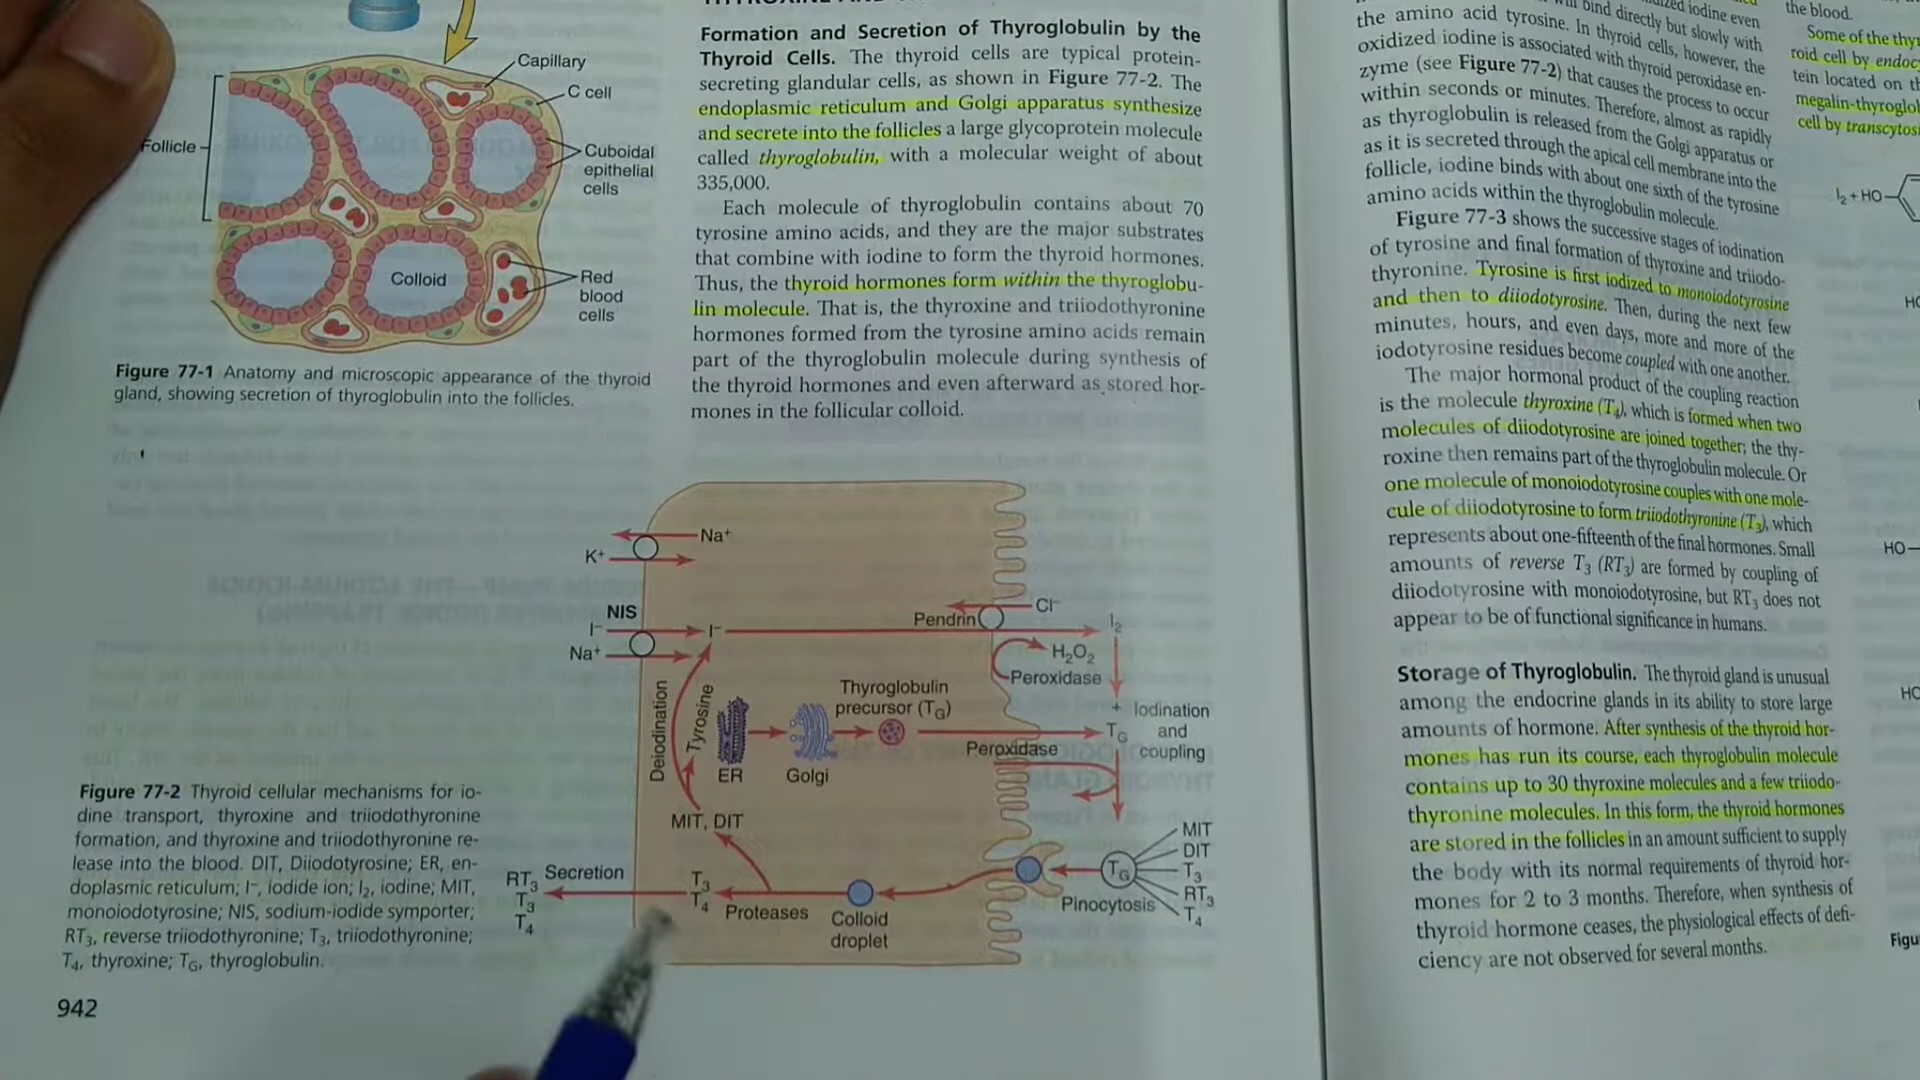 Capillary
C cell
Follicle
Cuboidal
epithelial
cells
Colloid
Red
blood
cells
Figure 77-1 Anatomy and microscopic appearance of the thyroid
gland, showing secretion of thyroglobulin into the follicles.
Formation and Secretion of Thyroglobulin by the
Thyroid Cells. The thyroid cells are typical protein-
secreting glandular cells, as shown in Figure 77-2. The
endoplasmic reticulum and Golgi apparatus synthesize
and secrete into the follicles a large glycoprotein molecule
called thyroglobulin, with a molecular weight of about
335,000.
Each molecule of thyroglobulin contains about 70
tyrosine amino acids, and they are the major substrates
that combine with iodine to form the thyroid hormones.
Thus, the thyroid hormones form within the thyroglobu-
lin molecule. That is, the thyroxine and triiodothyronine
hormones formed from the tyrosine amino acids remain
part of the thyroglobulin molecule during synthesis of
the thyroid hormones and even afterward as stored hor-
mones in the follicular colloid.
Na⁺
K⁺
NIS
I⁻
I⁻
Na⁺
Pendrin
Cl⁻
I₂
H₂O₂
Peroxidase
Deiodination
Tyrosine
ER
Golgi
Thyroglobulin
precursor (TG)
Peroxidase
TG
+ Iodination
and
coupling
MIT, DIT
RT₃
T₃
T₄
Secretion
T₃
T₄
Proteases
Colloid
droplet
Pinocytosis
TG
MIT
DIT
T₃
RT₃
T₄
Figure 77-2 Thyroid cellular mechanisms for io-
dine transport, thyroxine and triiodothyronine
formation, and thyroxine and triiodothyronine re-
lease into the blood. DIT, Diiodotyrosine; ER, en-
doplasmic reticulum; I⁻, iodide ion; I₂, iodine; MIT,
monoiodotyrosine; NIS, sodium-iodide symporter;
RT₃, reverse triiodothyronine; T₃, triiodothyronine;
T₄, thyroxine; TG, thyroglobulin.
942
will bind directly but slowly with
the amino acid tyrosine. In thyroid cells, however, the
oxidized iodine is associated with thyroid peroxidase en-
zyme (see Figure 77-2) that causes the process to occur
within seconds or minutes. Therefore, almost as rapidly
as thyroglobulin is released from the Golgi apparatus or
as it is secreted through the apical cell membrane into the
follicle, iodine binds with about one sixth of the tyrosine
amino acids within the thyroglobulin molecule.
Figure 77-3 shows the successive stages of iodination
of tyrosine and final formation of thyroxine and triiodo-
thyronine. Tyrosine is first iodized to monoiodotyrosine
and then to diiodotyrosine. Then, during the next few
minutes, hours, and even days, more and more of the
iodotyrosine residues become coupled with one another.
The major hormonal product of the coupling reaction
is the molecule thyroxine (T₄), which is formed when two
molecules of diiodotyrosine are joined together; the thy-
roxine then remains part of the thyroglobulin molecule. Or
one molecule of monoiodotyrosine couples with one mole-
cule of diiodotyrosine to form triiodothyronine (T₃), which
represents about one-fifteenth of the final hormones. Small
amounts of reverse T₃ (RT₃) are formed by coupling of
diiodotyrosine with monoiodotyrosine, but RT₃ does not
appear to be of functional significance in humans.
Storage of Thyroglobulin. The thyroid gland is unusual
among the endocrine glands in its ability to store large
amounts of hormone. After synthesis of the thyroid hor-
mones has run its course, each thyroglobulin molecule
contains up to 30 thyroxine molecules and a few triiodo-
thyronine molecules. In this form, the thyroid hormones
are stored in the follicles in an amount sufficient to supply
the body with its normal requirements of thyroid hor-
mones for 2 to 3 months. Therefore, when synthesis of
thyroid hormone ceases, the physiological effects of defi-
ciency are not observed for several months.
the blood.
Some of the thy
roid cell by endoc
tein located on t
megalin-thyroglo
cell by transcytos
I₂ + HO
HO
HO
Figu